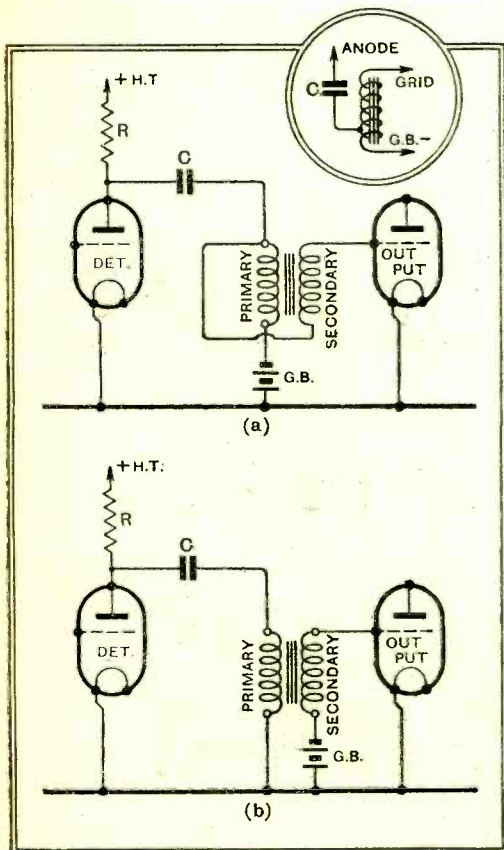 ANODE
C.
GRID
G.B.-
+ H.T
R
C
DET.
PRIMARY
SECONDARY
OUT
PUT
G.B.
(a)
+ H.T.
R
C
DET.
PRIMARY
SECONDARY
OUT
PUT
G.B.
(b)